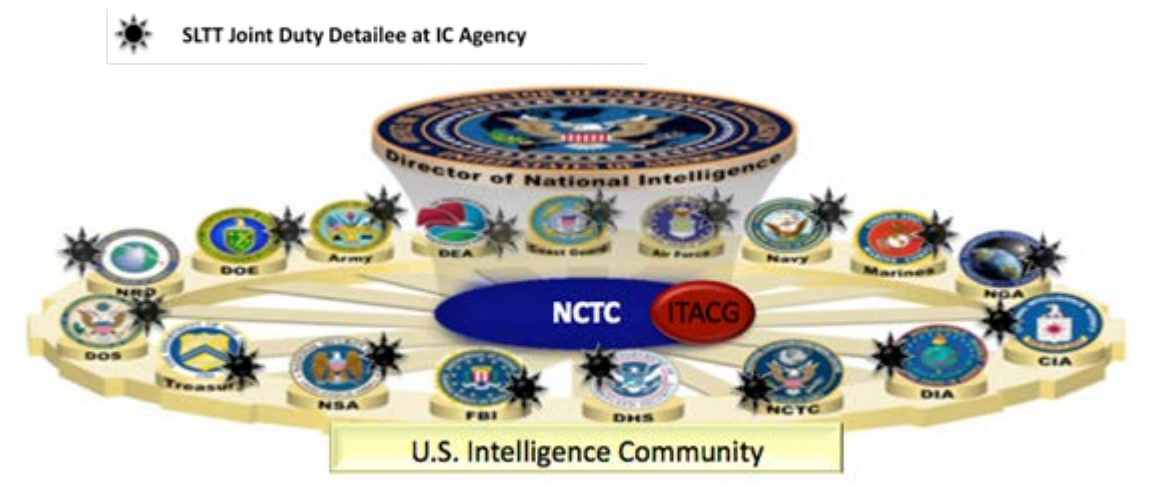 SLTT Joint Duty Detailee at IC Agency
Director of National Intelligence
NRO
DOE
Army
DEA
Coast Guard
Air Force
Navy
Marines
NGA
NCTC
ITACG
DOS
Treasury
NSA
FBI
DHS
NCTC
DIA
CIA
U.S. Intelligence Community